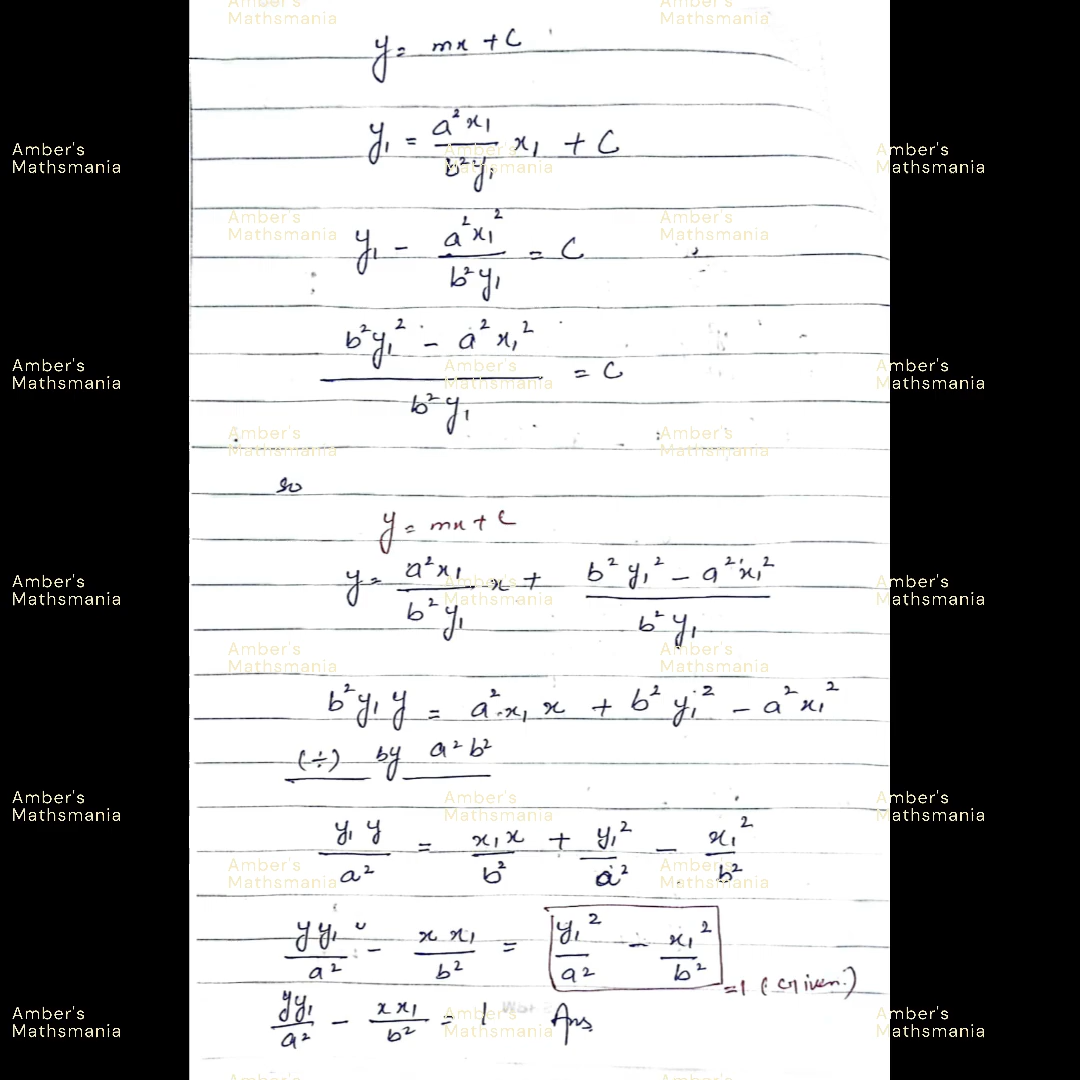 y = mx + C
y₁ = a²x₁/b²y₁ x₁ + C
y₁ - a²x₁²/b²y₁ = C
b²y₁² - a²x₁²/b²y₁ = C
so
y = mx + c
y = a²x₁/b²y₁ x + b²y₁² - a²x₁²/b²y₁
b²y₁y = a²x₁x + b²y₁² - a²x₁²
(÷) by a²b²
y₁y/a² = x₁x/b² + y₁²/a² - x₁²/b²
yy₁/a² - xx₁/b² = y₁²/a² - x₁²/b² =1 (Given)
yy₁/a² - xx₁/b² = 1 Ans
Amber's
Mathsmania